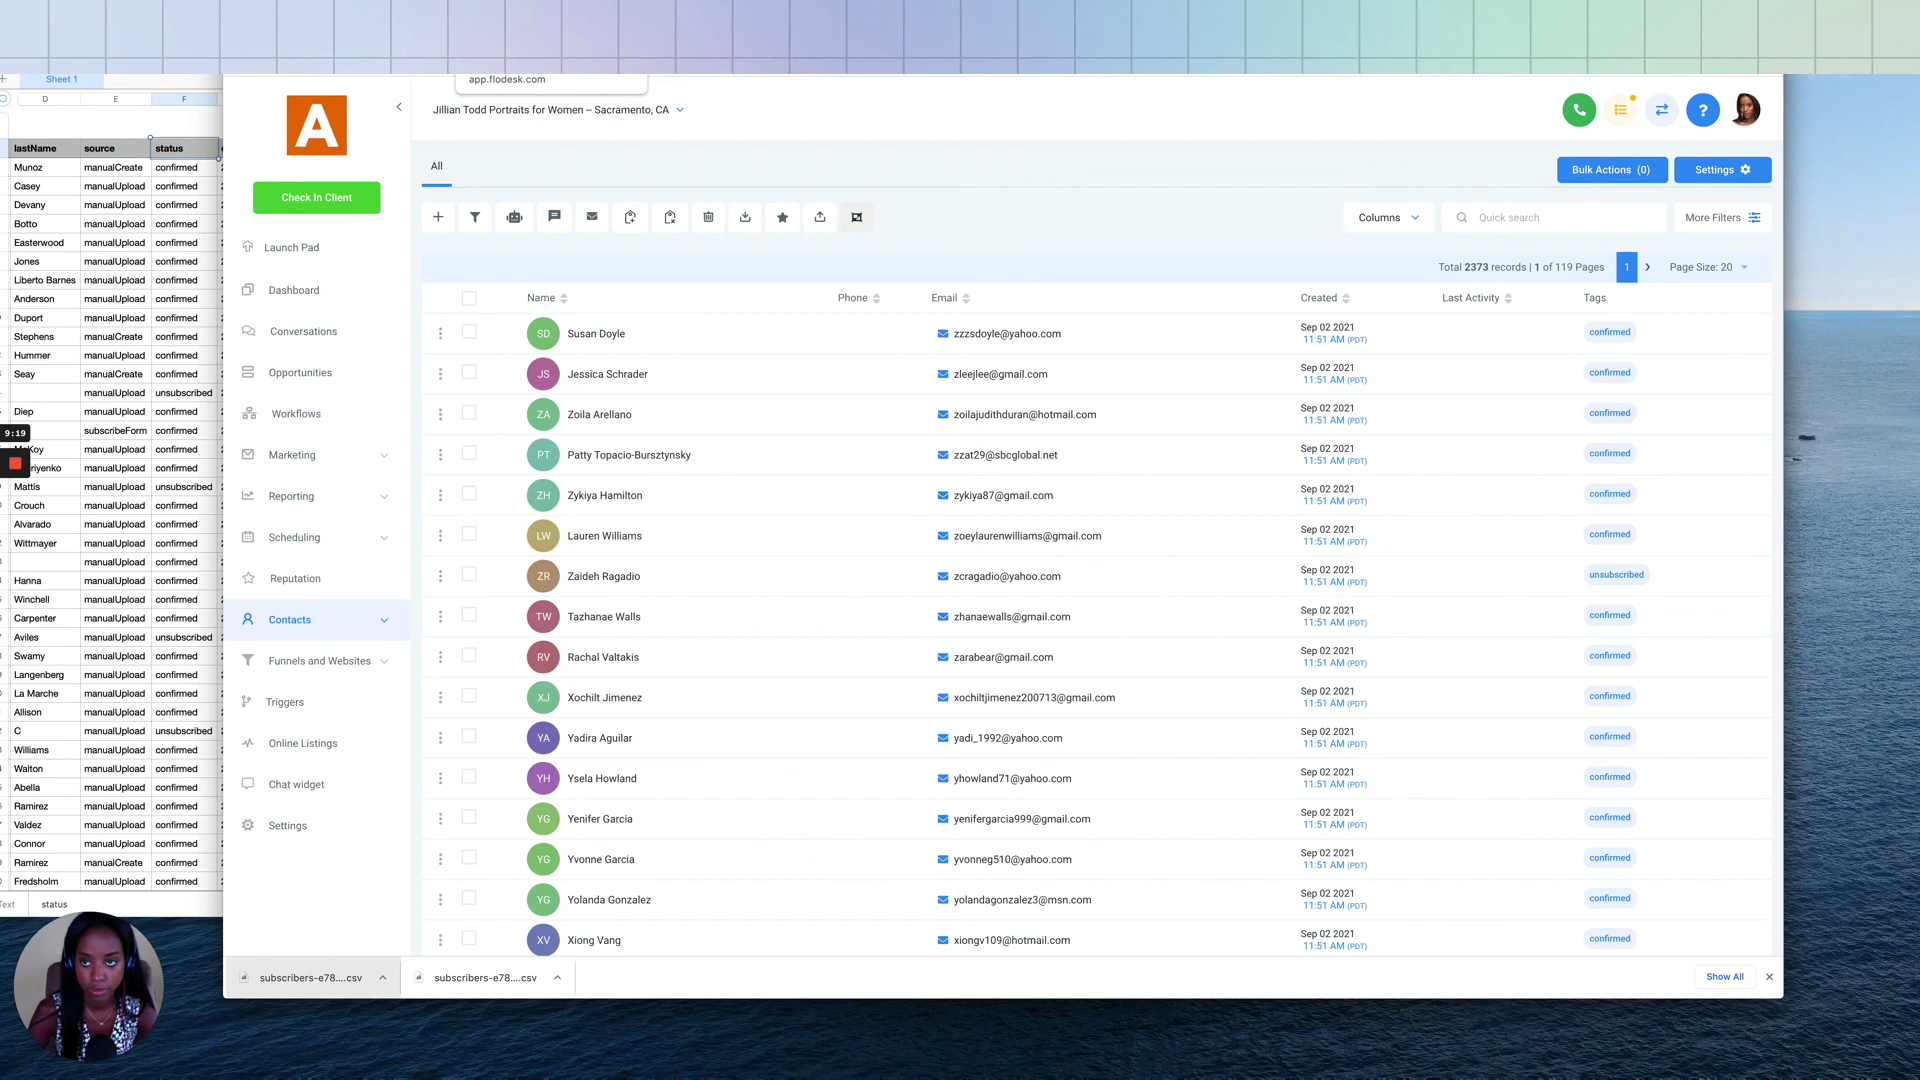 Sheet 1
app.flodesk.com
Jillian Todd Portraits for Women – Sacramento, CA
D E F
lastName source status
Munoz manualCreate confirmed
Casey manualUpload confirmed
Devany manualUpload confirmed
Botto manualUpload confirmed
Easterwood manualUpload confirmed
Jones manualUpload confirmed
Liberto Barnes manualUpload confirmed
Anderson manualUpload confirmed
Duport manualUpload confirmed
Stephens manualCreate confirmed
Hummer manualUpload confirmed
Seay manualCreate confirmed
manualUpload unsubscribed
Diep manualUpload confirmed
subscribeForm confirmed
manualUpload confirmed
manualUpload confirmed
Mattis manualUpload unsubscribed
Crouch manualUpload confirmed
Alvarado manualUpload confirmed
Wittmayer manualUpload confirmed
manualUpload confirmed
Hanna manualUpload confirmed
Winchell manualUpload confirmed
Carpenter manualUpload confirmed
Aviles manualUpload unsubscribed
Swamy manualUpload confirmed
Langenberg manualUpload confirmed
La Marche manualUpload confirmed
Allison manualUpload confirmed
C manualUpload unsubscribed
Williams manualUpload confirmed
Walton manualUpload confirmed
Abella manualUpload confirmed
Ramirez manualUpload confirmed
Valdez manualUpload confirmed
Connor manualUpload confirmed
Ramirez manualCreate confirmed
Fredsholm manualUpload confirmed
Text status
9:19
A
Check In Client
Launch Pad
Dashboard
Conversations
Opportunities
Workflows
Marketing
Reporting
Scheduling
Reputation
Contacts
Funnels and Websites
Triggers
Online Listings
Chat widget
Settings
?
All
Bulk Actions (0)
Settings
Columns
Quick search
More Filters
Total 2373 records | 1 of 119 Pages 1 Page Size: 20
Name Phone Email Created Last Activity Tags
SD Susan Doyle zzzsdoyle@yahoo.com Sep 02 2021 confirmed
11:51 AM (PDT)
JS Jessica Schrader zleejlee@gmail.com Sep 02 2021 confirmed
11:51 AM (PDT)
ZA Zoila Arellano zoilajudithduran@hotmail.com Sep 02 2021 confirmed
11:51 AM (PDT)
PT Patty Topacio-Bursztynsky zzat29@sbcglobal.net Sep 02 2021 confirmed
11:51 AM (PDT)
ZH Zykiya Hamilton zykiya87@gmail.com Sep 02 2021 confirmed
11:51 AM (PDT)
LW Lauren Williams zoeylaurenwilliams@gmail.com Sep 02 2021 confirmed
11:51 AM (PDT)
ZR Zaideh Ragadio zcragadio@yahoo.com Sep 02 2021 unsubscribed
11:51 AM (PDT)
TW Tazhanae Walls zhanaewalls@gmail.com Sep 02 2021 confirmed
11:51 AM (PDT)
RV Rachal Valtakis zarabear@gmail.com Sep 02 2021 confirmed
11:51 AM (PDT)
XJ Xochilt Jimenez xochiltjimenez200713@gmail.com Sep 02 2021 confirmed
11:51 AM (PDT)
YA Yadira Aguilar yadi_1992@yahoo.com Sep 02 2021 confirmed
11:51 AM (PDT)
YH Ysela Howland yhowland71@yahoo.com Sep 02 2021 confirmed
11:51 AM (PDT)
YG Yenifer Garcia yenifergarcia999@gmail.com Sep 02 2021 confirmed
11:51 AM (PDT)
YG Yvonne Garcia yvonneg510@yahoo.com Sep 02 2021 confirmed
11:51 AM (PDT)
YG Yolanda Gonzalez yolandagonzalez3@msn.com Sep 02 2021 confirmed
11:51 AM (PDT)
XV Xiong Vang xiongv109@hotmail.com Sep 02 2021 confirmed
11:51 AM (PDT)
subscribers-e78....csv subscribers-e78....csv Show All